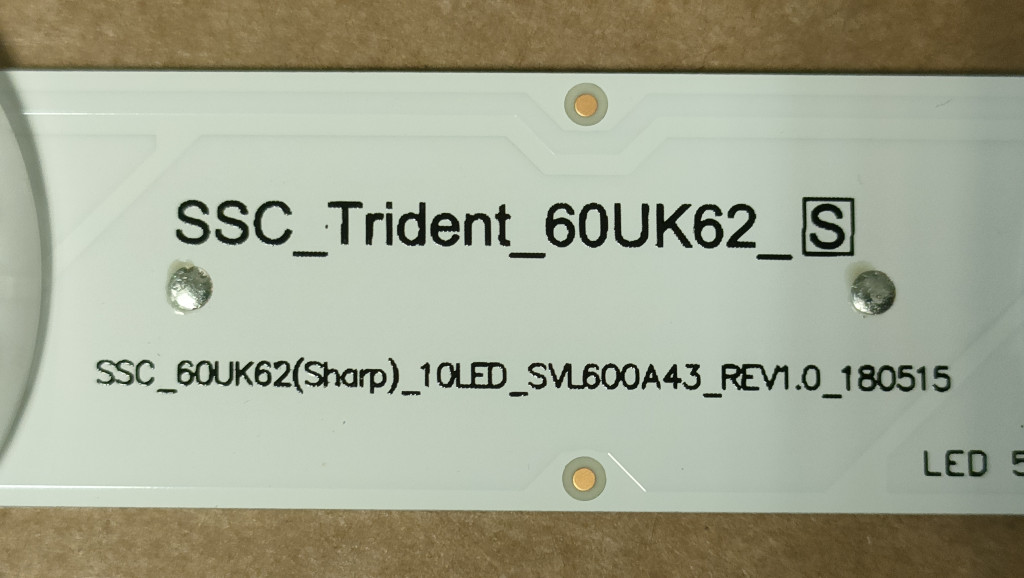 SSC_Trident_60UK62_S
SSC_60UK62(Sharp)_10LED_SVL600A43_REV1.0_180515
LED 5